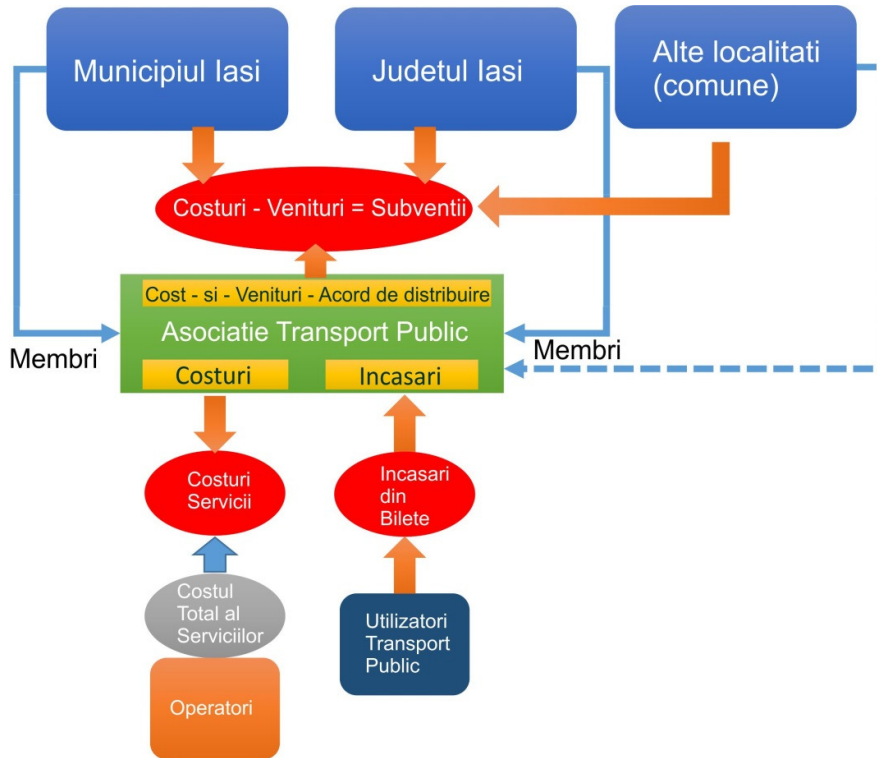 Municipiul Iasi
Judetul Iasi
Alte localitati
(comune)
Costuri - Venituri = Subventii
Cost - si - Venituri - Acord de distribuire
Asociatie Transport Public
Membri
Membri
Costuri
Incasari
Costuri
Servicii
Incasari
din
Bilete
Costul
Total al
Serviciilor
Utilizatori
Transport
Public
Operatori